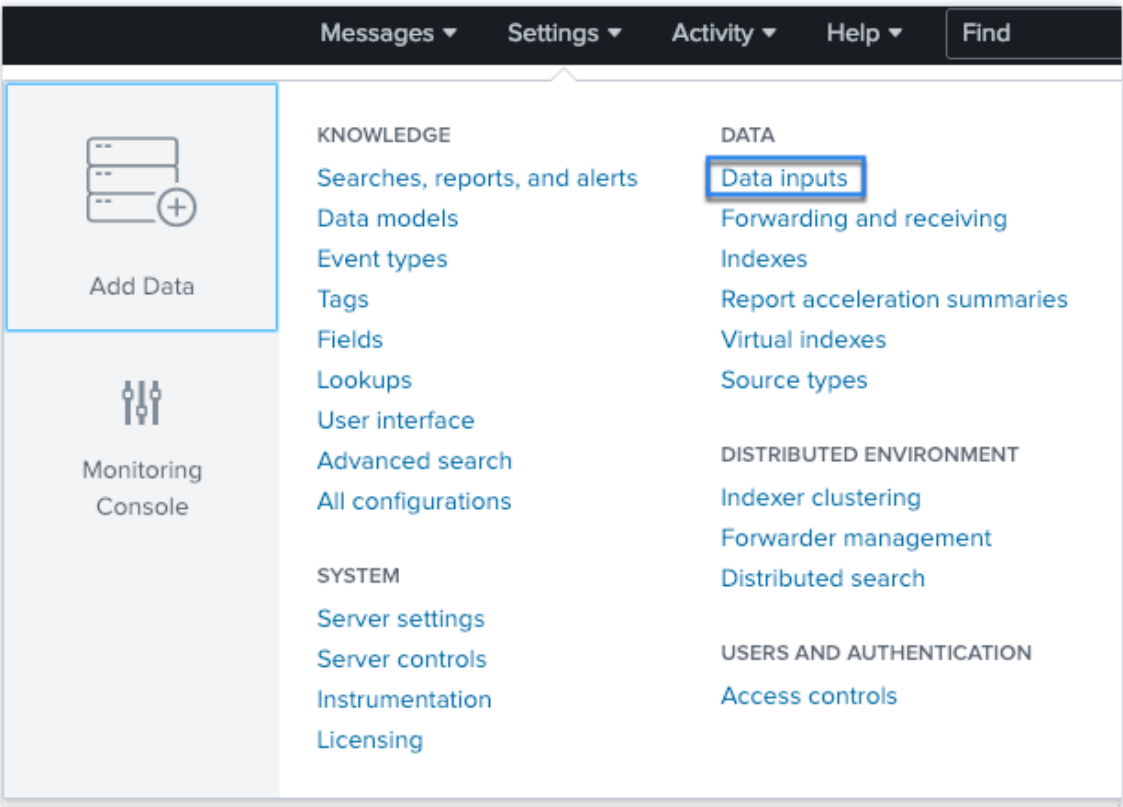 Messages Settings Activity Help Find
Add Data
Monitoring
Console
KNOWLEDGE
Searches, reports, and alerts
Data models
Event types
Tags
Fields
Lookups
User interface
Advanced search
All configurations
SYSTEM
Server settings
Server controls
Instrumentation
Licensing
DATA
Data inputs
Forwarding and receiving
Indexes
Report acceleration summaries
Virtual indexes
Source types
DISTRIBUTED ENVIRONMENT
Indexer clustering
Forwarder management
Distributed search
USERS AND AUTHENTICATION
Access controls